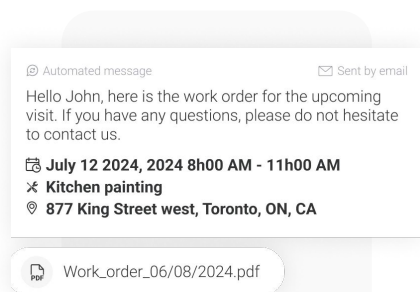 Automated message Sent by email
Hello John, here is the work order for the upcoming
visit. If you have any questions, please do not hesitate
to contact us.
July 12 2024, 2024 8h00 AM - 11h00 AM
Kitchen painting
877 King Street west, Toronto, ON, CA
PDF Work_order_06/08/2024.pdf